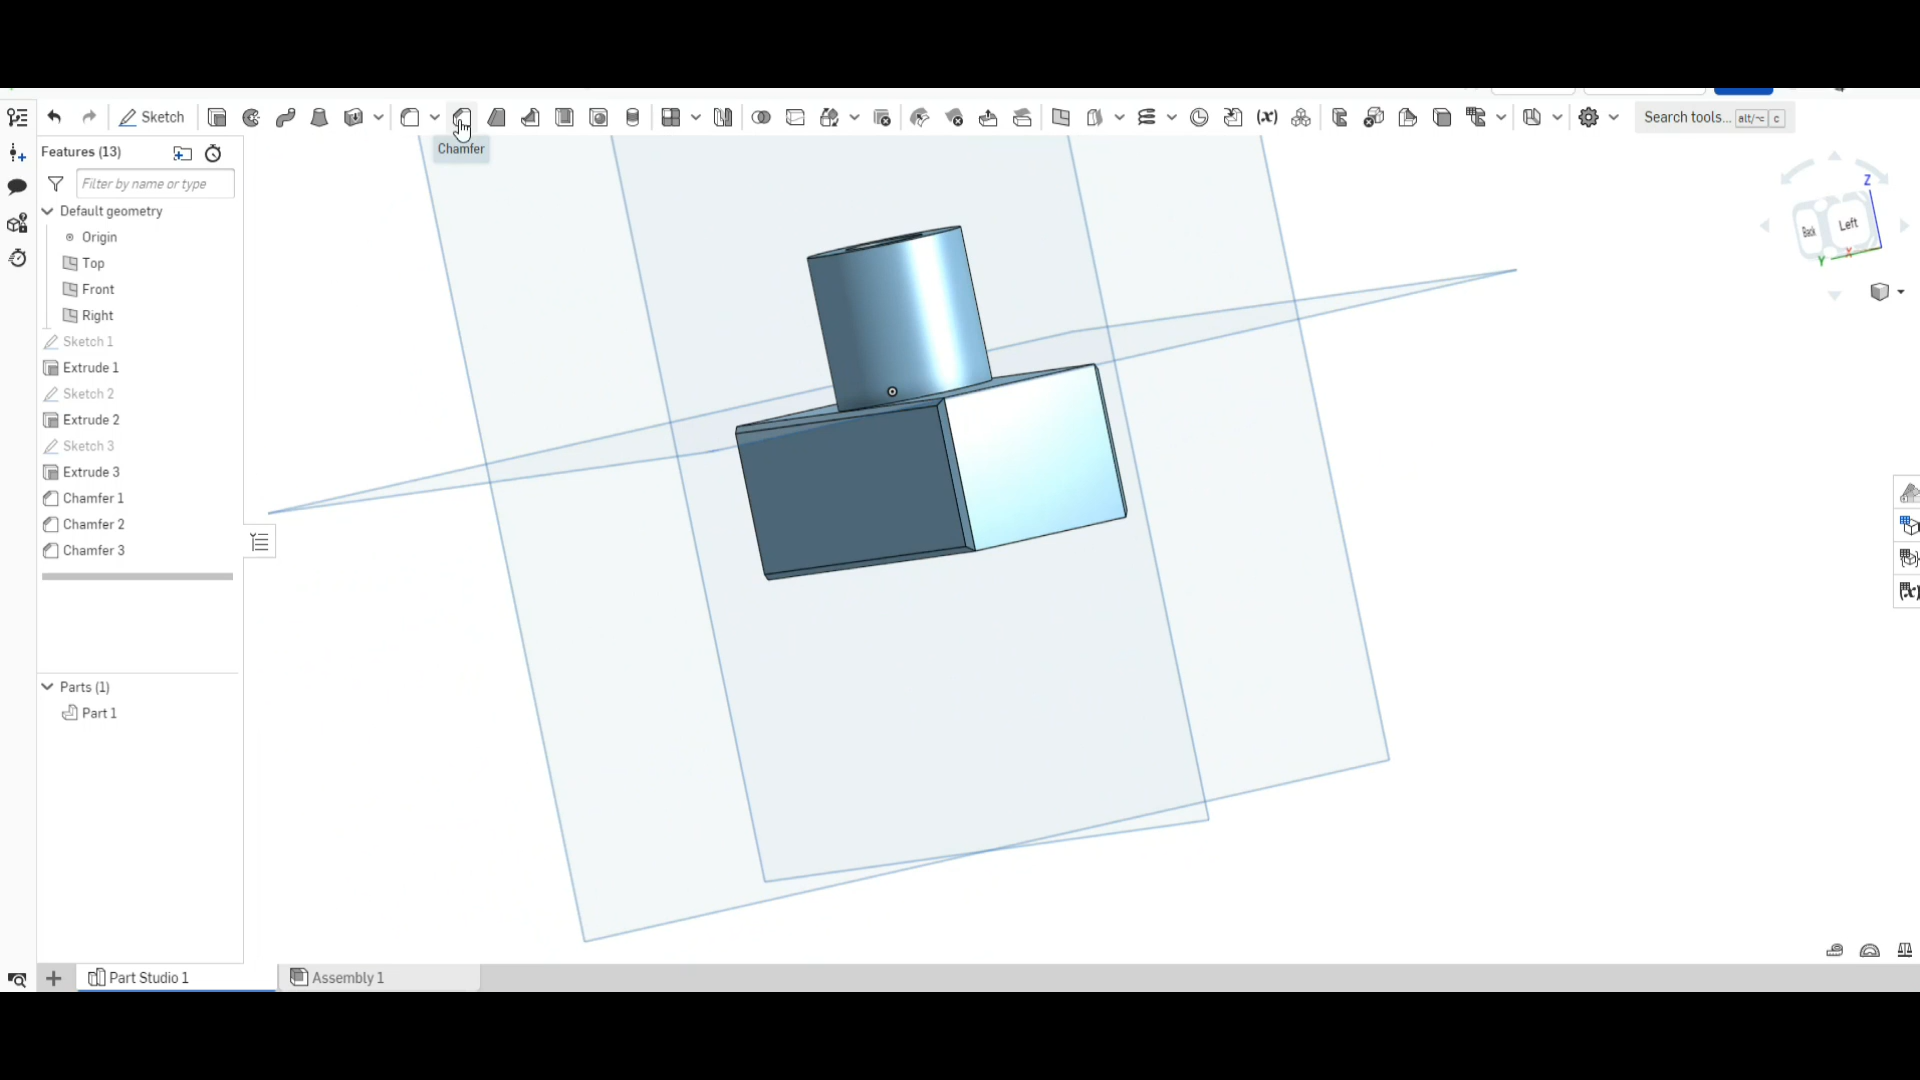 Sketch
Search tools... alt/⌥ c
Chamfer
Features (13)
Filter by name or type
Default geometry
Origin
Top
Front
Right
Sketch 1
Extrude 1
Sketch 2
Extrude 2
Sketch 3
Extrude 3
Chamfer 1
Chamfer 2
Chamfer 3
Parts (1)
Part 1
Z
Back
Left
Y
X
(x)
Part Studio 1
Assembly 1